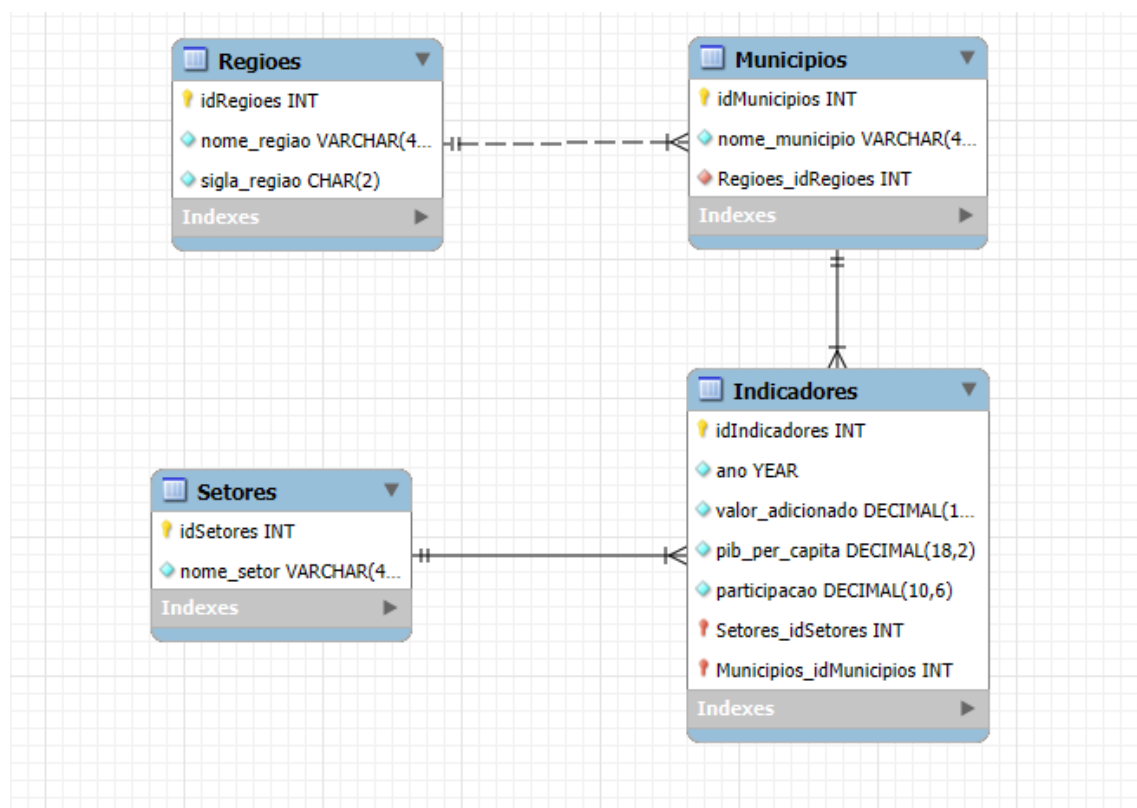 Regioes
idRegioes INT
nome_regiao VARCHAR(4...
sigla_regiao CHAR(2)
Indexes
Municipios
idMunicipios INT
nome_municipio VARCHAR(4...
Regioes_idRegioes INT
Indexes
Setores
idSetores INT
nome_setor VARCHAR(4...
Indexes
Indicadores
idIndicadores INT
ano YEAR
valor_adicionado DECIMAL(1...
pib_per_capita DECIMAL(18,2)
participacao DECIMAL(10,6)
Setores_idSetores INT
Municipios_idMunicipios INT
Indexes